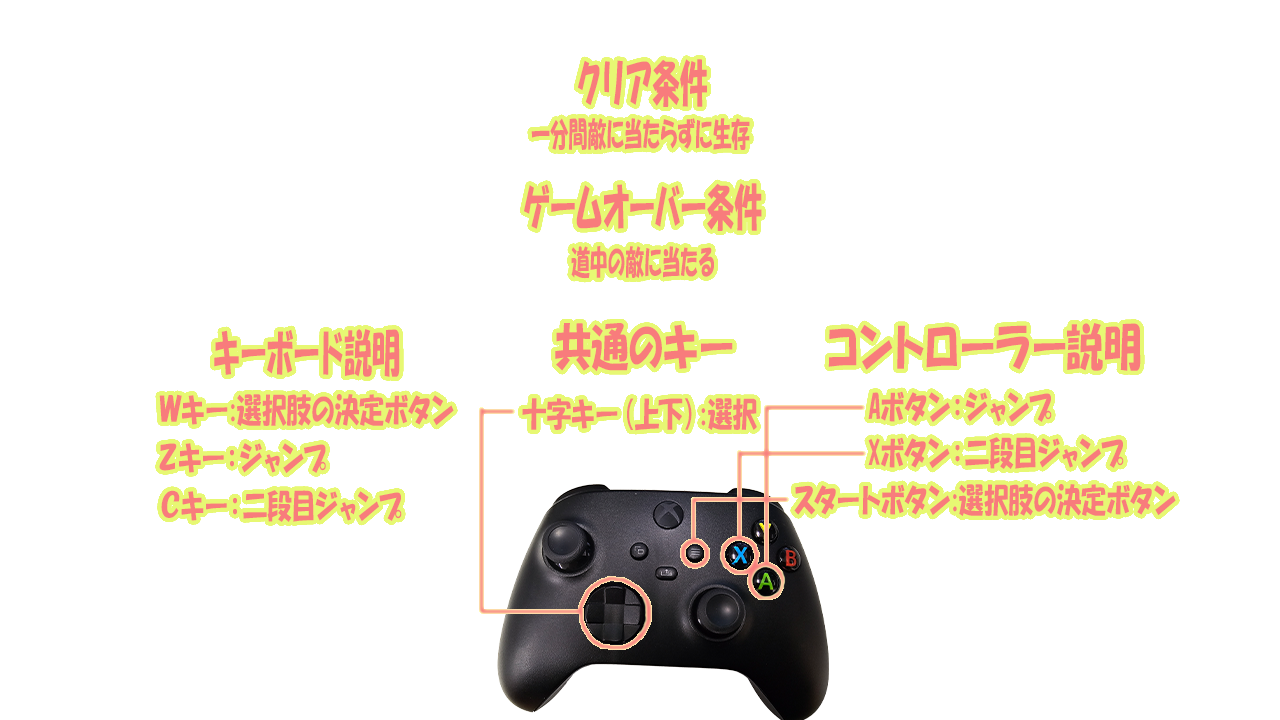 クリア条件
一分間敵に当たらずに生存
ゲームオーバー条件
道中の敵に当たる
キーボード説明
Wキー:選択肢の決定ボタン
Zキー:ジャンプ
Cキー:二段目ジャンプ
共通のキー
十字キー(上下):選択
コントローラー説明
Aボタン:ジャンプ
Xボタン:二段目ジャンプ
スタートボタン:選択肢の決定ボタン
Y
X
B
A